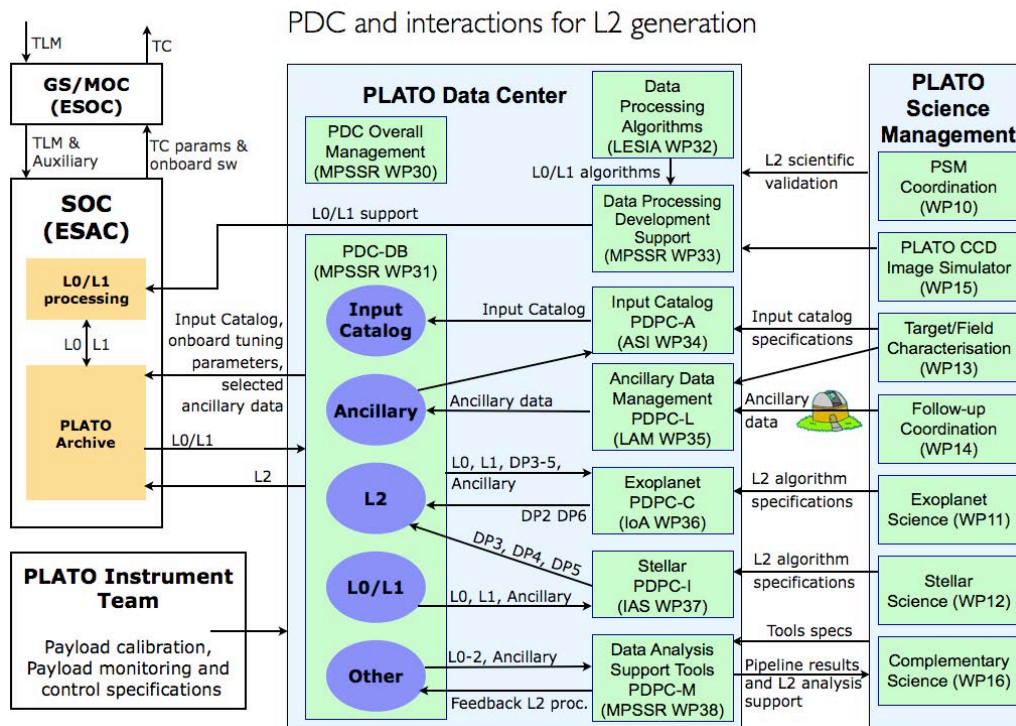 PDC and interactions for L2 generation
TLM
TC
GS/MOC
(ESOC)
TLM &
Auxiliary
TC params &
onboard sw
SOC
(ESAC)
L0/L1
processing
L0
L1
PLATO
Archive
L0/L1 support
Input Catalog,
onboard tuning
parameters,
selected
ancillary data
L0/L1
L2
PLATO Instrument
Team
Payload calibration,
Payload monitoring and
control specifications
PLATO Data Center
PDC Overall
Management
(MPSSR WP30)
Data
Processing
Algorithms
(LESIA WP32)
L0/L1 algorithms
Data Processing
Development
Support
(MPSSR WP33)
PDC-DB
(MPSSR WP31)
Input
Catalog
Ancillary
L2
L0/L1
Other
Input Catalog
Input Catalog
PDPC-A
(ASI WP34)
Ancillary data
Ancillary Data
Management
PDPC-L
(LAM WP35)
L0, L1, DP3-5,
Ancillary
DP2 DP6
Exoplanet
PDPC-C
(IoA WP36)
DP3, DP4, DP5
L0, L1, Ancillary
Stellar
PDPC-I
(IAS WP37)
L0-2, Ancillary
Feedback L2 proc.
Data Analysis
Support Tools
PDPC-M
(MPSSR WP38)
L2 scientific
validation
Input catalog
specifications
Ancillary
data
L2 algorithm
specifications
L2 algorithm
specifications
Tools specs
Pipeline results
and L2 analysis
support
PLATO
Science
Management
PSM
Coordination
(WP10)
PLATO CCD
Image Simulator
(WP15)
Target/Field
Characterisation
(WP13)
Follow-up
Coordination
(WP14)
Exoplanet
Science (WP11)
Stellar
Science (WP12)
Complementary
Science (WP16)